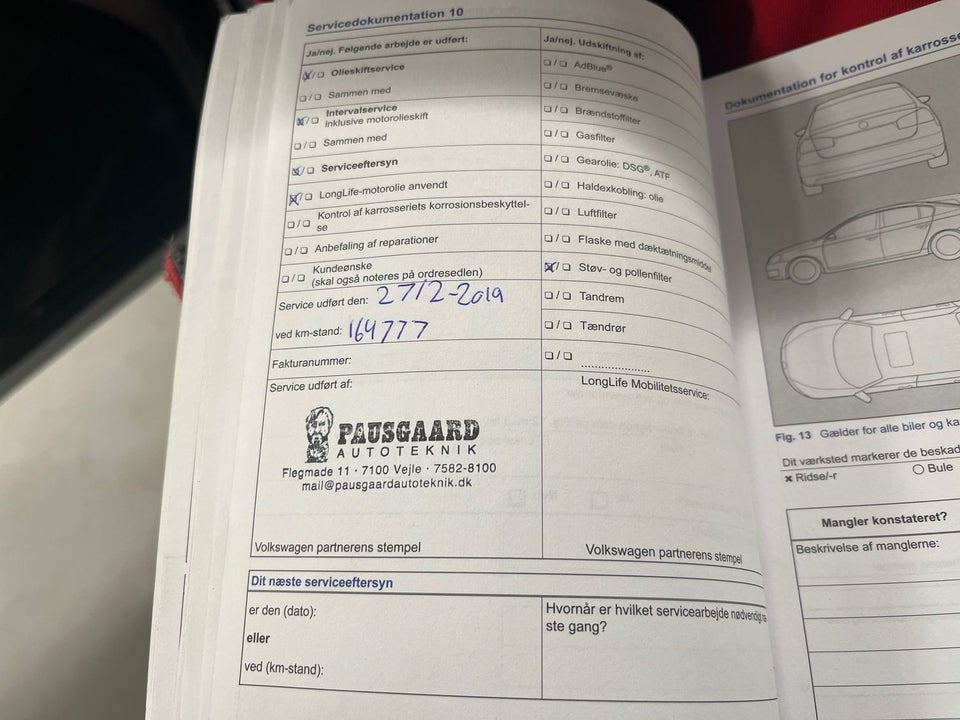 Servicedokumentation 10
Ja/nej. Følgende arbejde er udført:
☒/❏ Olieskiftservice
❏/❏ Sammen med
☒/❏ Intervalservice
inklusive motorolieskift
❏/❏ Sammen med
☒/❏ Serviceeftersyn
☒/❏ LongLife-motorolie anvendt
❏/❏ Kontrol af karrosseriets korrosionsbeskyttel-
se
❏/❏ Anbefaling af reparationer
❏/❏ Kundeønske
(skal også noteres på ordresedlen)
Service udført den: 27/2-2019
ved km-stand: 164777
Fakturanummer:
Service udført af:
PAUSGAARD
AUTOTEKNIK
Flegmade 11 · 7100 Vejle · 7582-8100
mail@pausgaardautoteknik.dk
Volkswagen partnerens stempel
Ja/nej. Udskiftning af:
❏/❏ AdBlue®
❏/❏ Bremsevæske
❏/❏ Brændstoffilter
❏/❏ Gasfilter
❏/❏ Gearolie: DSG®, ATF
❏/❏ Haldexkobling: olie
❏/❏ Luftfilter
❏/❏ Flaske med dæktætningsmiddel
☒/❏ Støv- og pollenfilter
❏/❏ Tandrem
❏/❏ Tændrør
❏/❏ ....................
LongLife Mobilitetsservice:
Volkswagen partnerens stempel
Dit næste serviceeftersyn
er den (dato):
eller
ved (km-stand):
Hvornår er hvilket servicearbejde nødvendigt
ste gang?
Dokumentation for kontrol af karrosse
Fig. 13 Gælder for alle biler og ka
Dit værksted markerer de beskad
× Ridse/-r
○ Bule
Mangler konstateret?
Beskrivelse af manglerne: